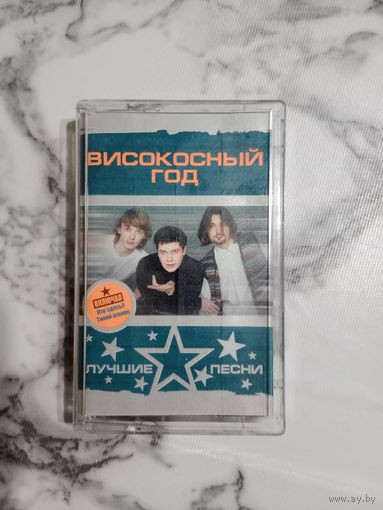 ВИСОКОСНЫЙ
ГОД
ВКЛЮЧАЯ
Кто здесь?
Тихий огонек
ЛУЧШИЕ ПЕСНИ
www.ay.by